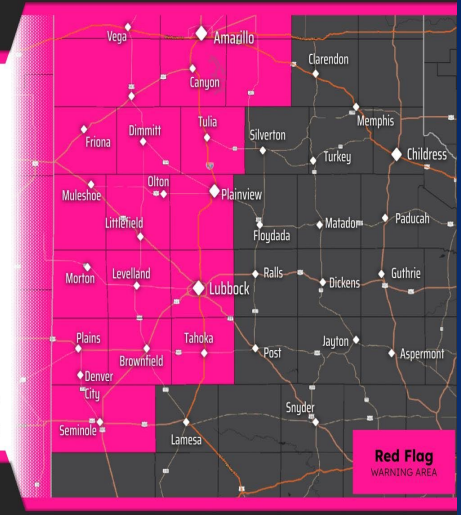 Vega
Amarillo
Clarendon
Canyon
Memphis
Tulia
Silverton
Dimmitt
Friona
Turkey
Childress
Olton
Muleshoe
Plainview
Littlefield
Floydada
Matador
Paducah
Morton
Levelland
Lubbock
Ralls
Dickens
Guthrie
Plains
Brownfield
Tahoka
Post
Jayton
Aspermont
Denver
City
Seminole
Lamesa
Snyder
Red Flag
WARNING AREA